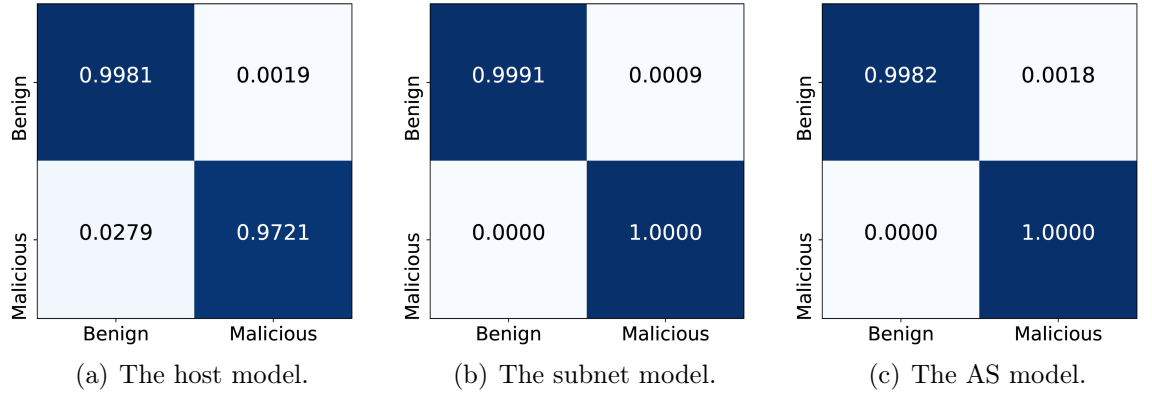 Benign
0.9981 0.0019
Malicious
0.0279 0.9721
Benign Malicious
(a) The host model.
Benign
0.9991 0.0009
Malicious
0.0000 1.0000
Benign Malicious
(b) The subnet model.
Benign
0.9982 0.0018
Malicious
0.0000 1.0000
Benign Malicious
(c) The AS model.